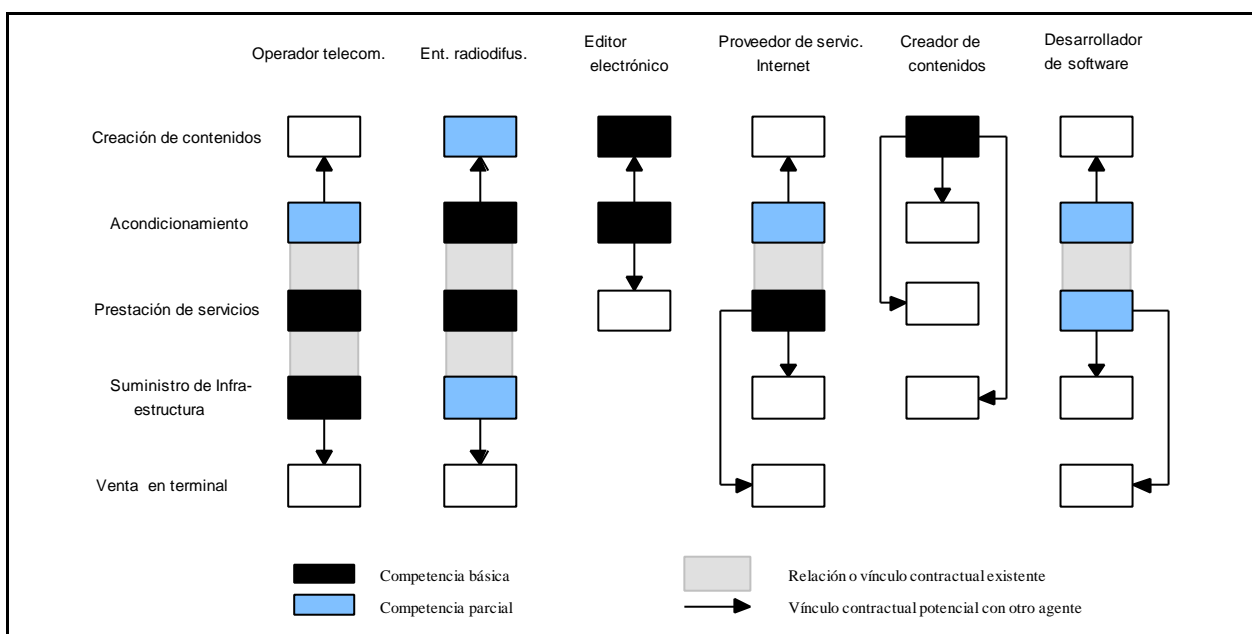 Operador telecom.
Ent. radiodifus.
Editor
electrónico
Proveedor de servic.
Internet
Creador de
contenidos
Desarrollador
de software
Creación de contenidos
Acondicionamiento
Prestación de servicios
Suministro de Infra-
estructura
Venta en terminal
Competencia básica
Relación o vínculo contractual existente
Competencia parcial
Vínculo contractual potencial con otro agente